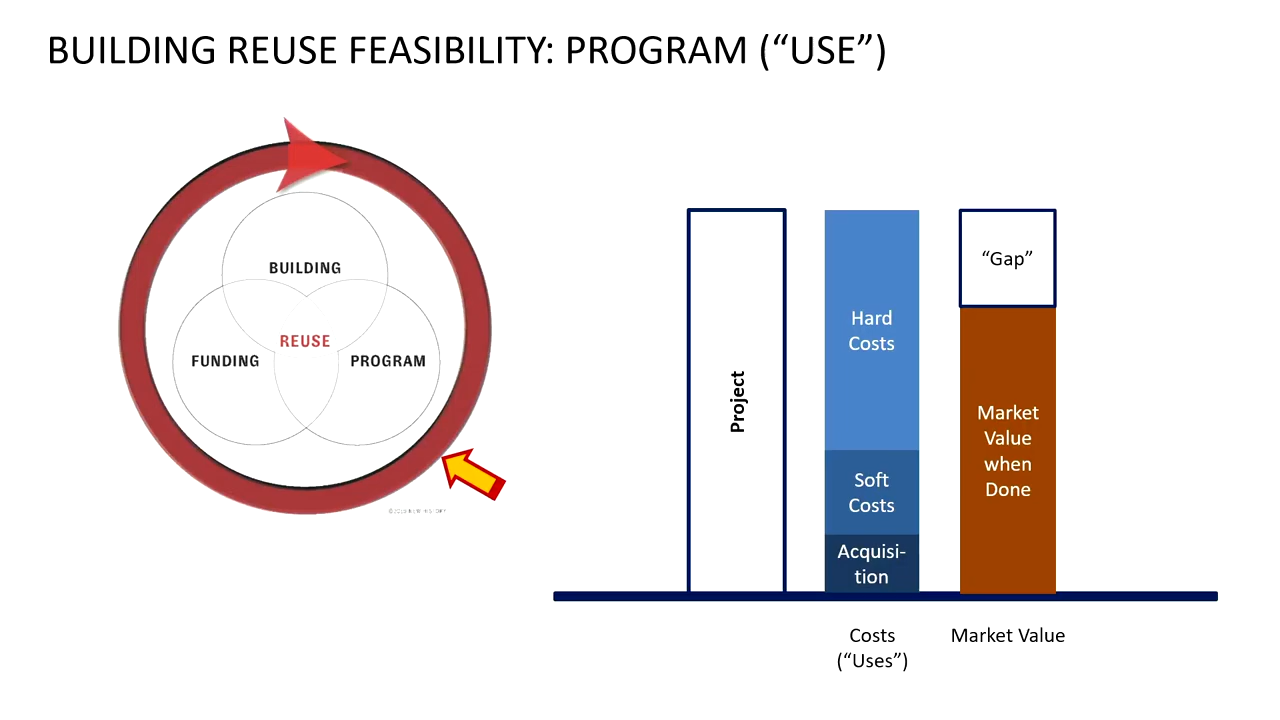 BUILDING REUSE FEASIBILITY: PROGRAM (“USE”)
BUILDING
REUSE
FUNDING
PROGRAM
Project
Hard
Costs
Soft
Costs
Acquisi-
tion
“Gap”
Market
Value
when
Done
Costs
(“Uses”)
Market Value